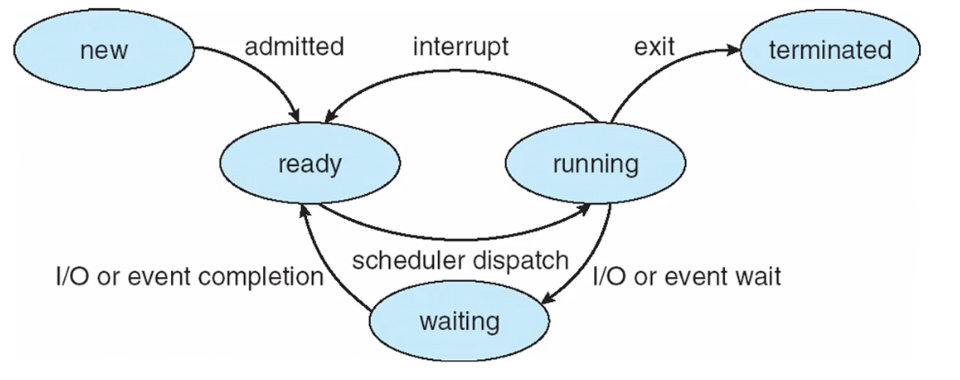 new
admitted
interrupt
exit
terminated
ready
running
I/O or event completion
scheduler dispatch
I/O or event wait
waiting